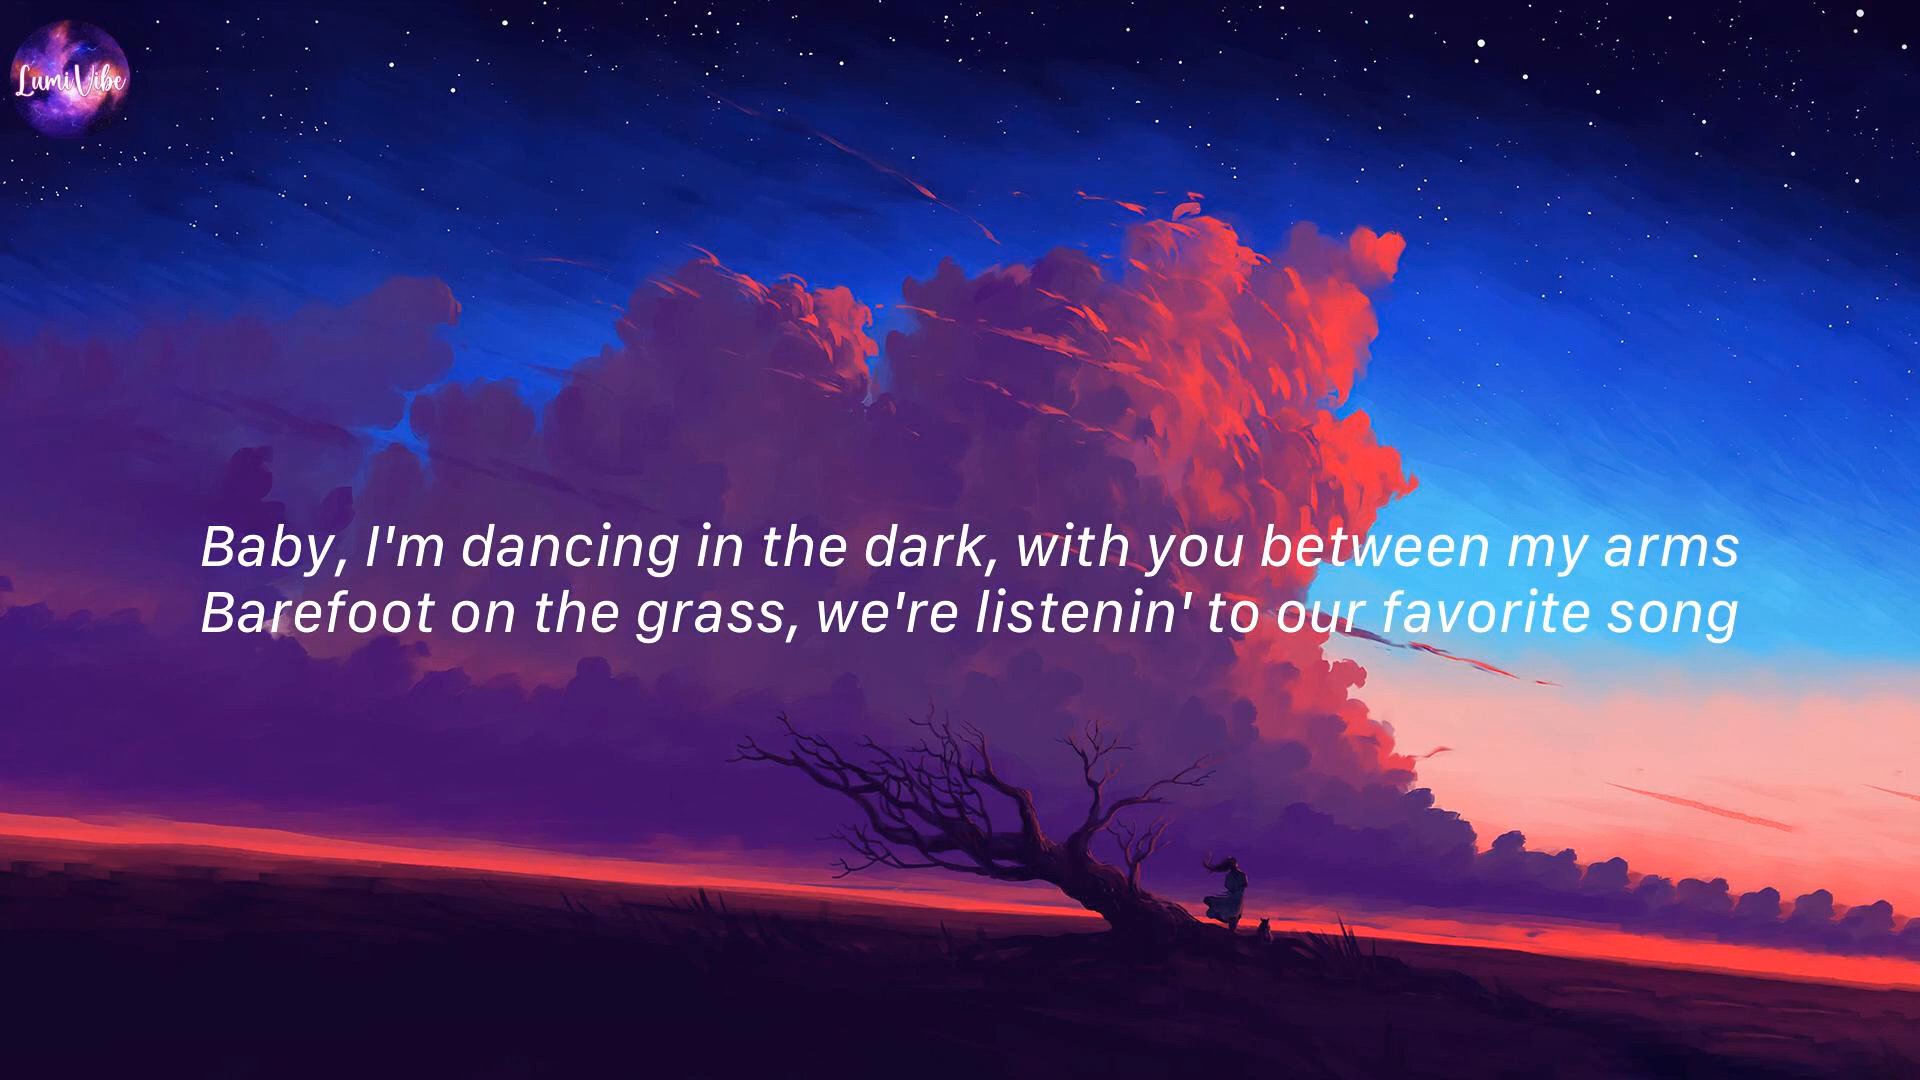 LumiVibe
Baby, I'm dancing in the dark, with you between my arms
Barefoot on the grass, we're listenin' to our favorite song